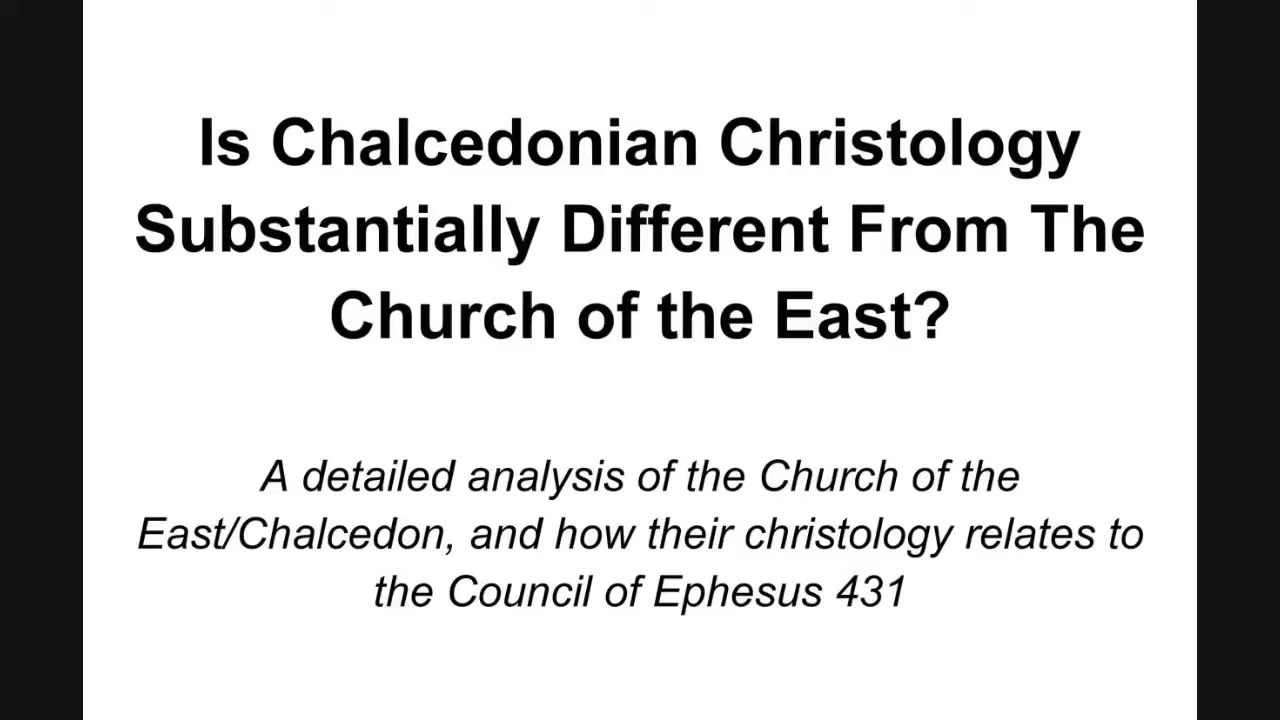 Is Chalcedonian Christology
Substantially Different From The
Church of the East?
A detailed analysis of the Church of the
East/Chalcedon, and how their christology relates to
the Council of Ephesus 431